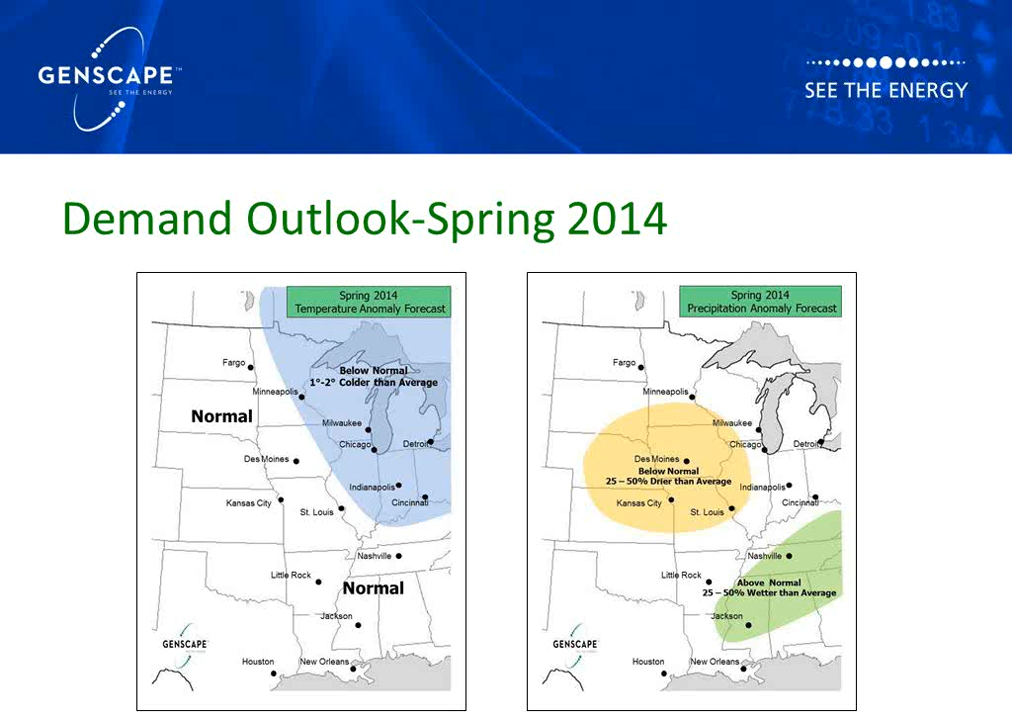 GENSCAPE™
SEE THE ENERGY
SEE THE ENERGY
Demand Outlook-Spring 2014
Spring 2014
Temperature Anomaly Forecast
Fargo
Below Normal
1°-2° Colder than Average
Minneapolis
Normal
Milwaukee
Chicago
Detroit
Des Moines
Indianapolis
Kansas City
Cincinnati
St. Louis
Nashville
Little Rock
Normal
Jackson
GENSCAPE
Houston
New Orleans
Spring 2014
Precipitation Anomaly Forecast
Fargo
Minneapolis
Milwaukee
Chicago
Detroit
Des Moines
Below Normal
25 – 50% Drier than Average
Indianapolis
Kansas City
Cincinnati
St. Louis
Nashville
Little Rock
Above Normal
25 – 50% Wetter than Average
Jackson
GENSCAPE
Houston
New Orleans